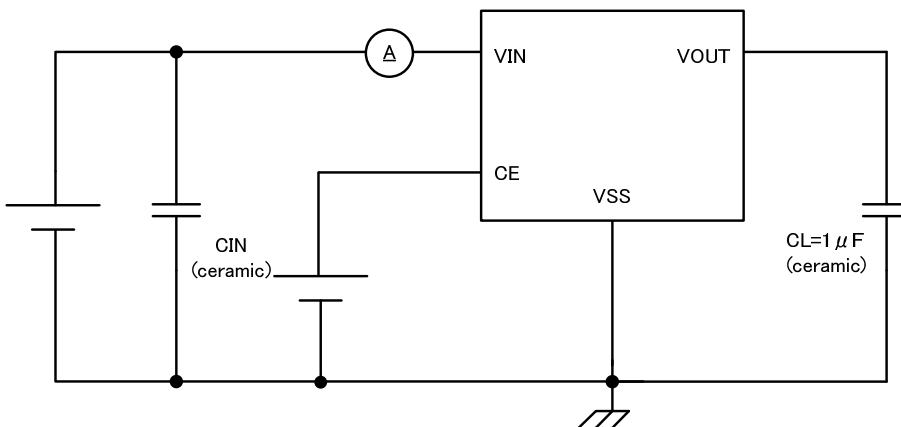 A
VIN
VOUT
CE
VSS
CIN
(ceramic)
CL=1μF
(ceramic)